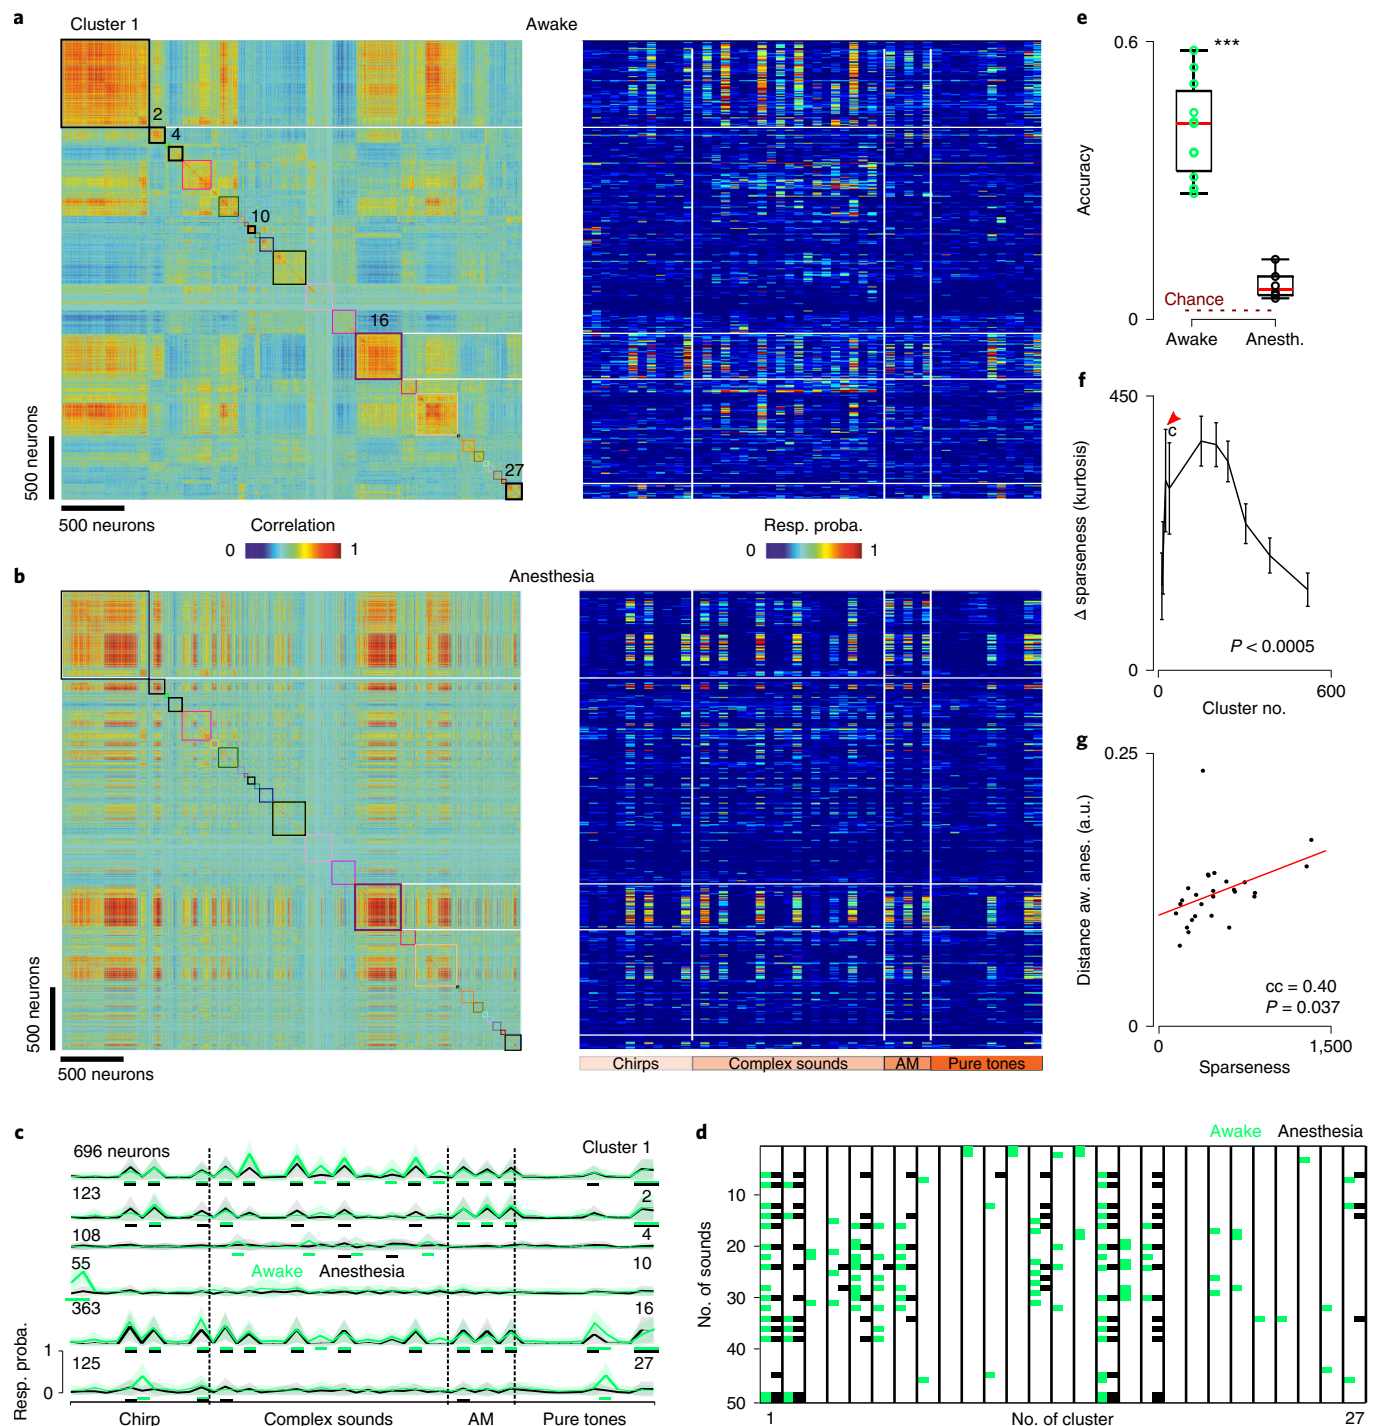 a
Cluster 1
Awake
2
4
10
16
27
500 neurons
500 neurons
Correlation
0
1
Resp. proba.
0
1
b
Anesthesia
500 neurons
500 neurons
Chirps
Complex sounds
AM
Pure tones
c
696 neurons
Cluster 1
123
2
108
4
55
Awake
Anesthesia
10
363
16
125
27
Resp. proba.
1
0
Chirp
Complex sounds
AM
Pure tones
d
Awake
Anesthesia
No. of sounds
10
20
30
40
50
1
No. of cluster
27
e
0.6
***
Accuracy
Chance
0
Awake
Anesth.
f
450
c
Δ sparseness (kurtosis)
P < 0.0005
0
0
600
Cluster no.
g
0.25
Distance aw. anes. (a.u.)
cc = 0.40
P = 0.037
0
0
1,500
Sparseness